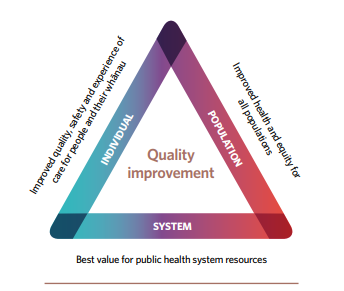 Improved quality, safety and experience of
care for people and their whānau
INDIVIDUAL
Improved health and equity for
all populations
POPULATION
Quality
improvement
SYSTEM
Best value for public health system resources